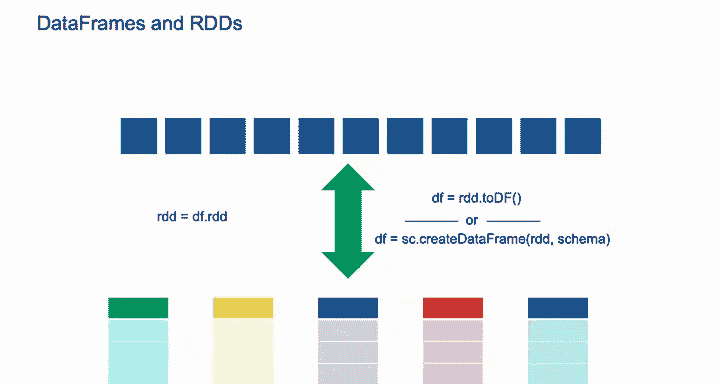 DataFrames and RDDs
rdd = df.rdd
df = rdd.toDF()
or
df = sc.createDataFrame(rdd, schema)